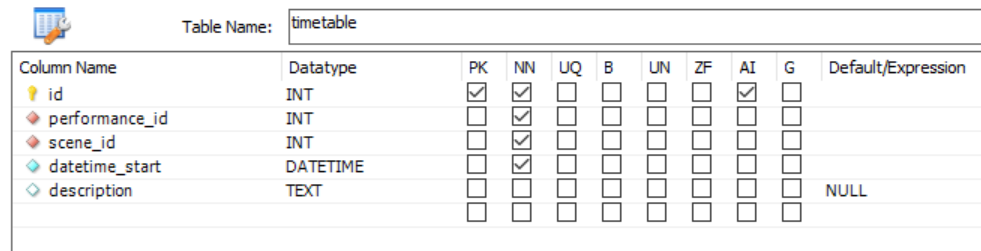 Table Name: timetable
Column Name Datatype PK NN UQ B UN ZF AI G Default/Expression
id INT
performance_id INT
scene_id INT
datetime_start DATETIME
description TEXT NULL